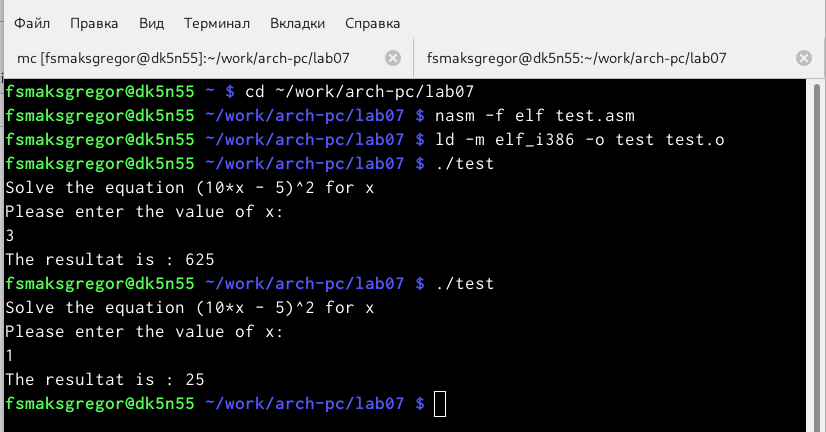 Файл Правка Вид Терминал Вкладки Справка
mc [fsmaksgregor@dk5n55]:~/work/arch-pc/lab07 fsmaksgregor@dk5n55:~/work/arch-pc/lab07
fsmaksgregor@dk5n55 ~ $ cd ~/work/arch-pc/lab07
fsmaksgregor@dk5n55 ~/work/arch-pc/lab07 $ nasm -f elf test.asm
fsmaksgregor@dk5n55 ~/work/arch-pc/lab07 $ ld -m elf_i386 -o test test.o
fsmaksgregor@dk5n55 ~/work/arch-pc/lab07 $ ./test
Solve the equation (10*x - 5)^2 for x
Please enter the value of x:
3
The resultat is : 625
fsmaksgregor@dk5n55 ~/work/arch-pc/lab07 $ ./test
Solve the equation (10*x - 5)^2 for x
Please enter the value of x:
1
The resultat is : 25
fsmaksgregor@dk5n55 ~/work/arch-pc/lab07 $